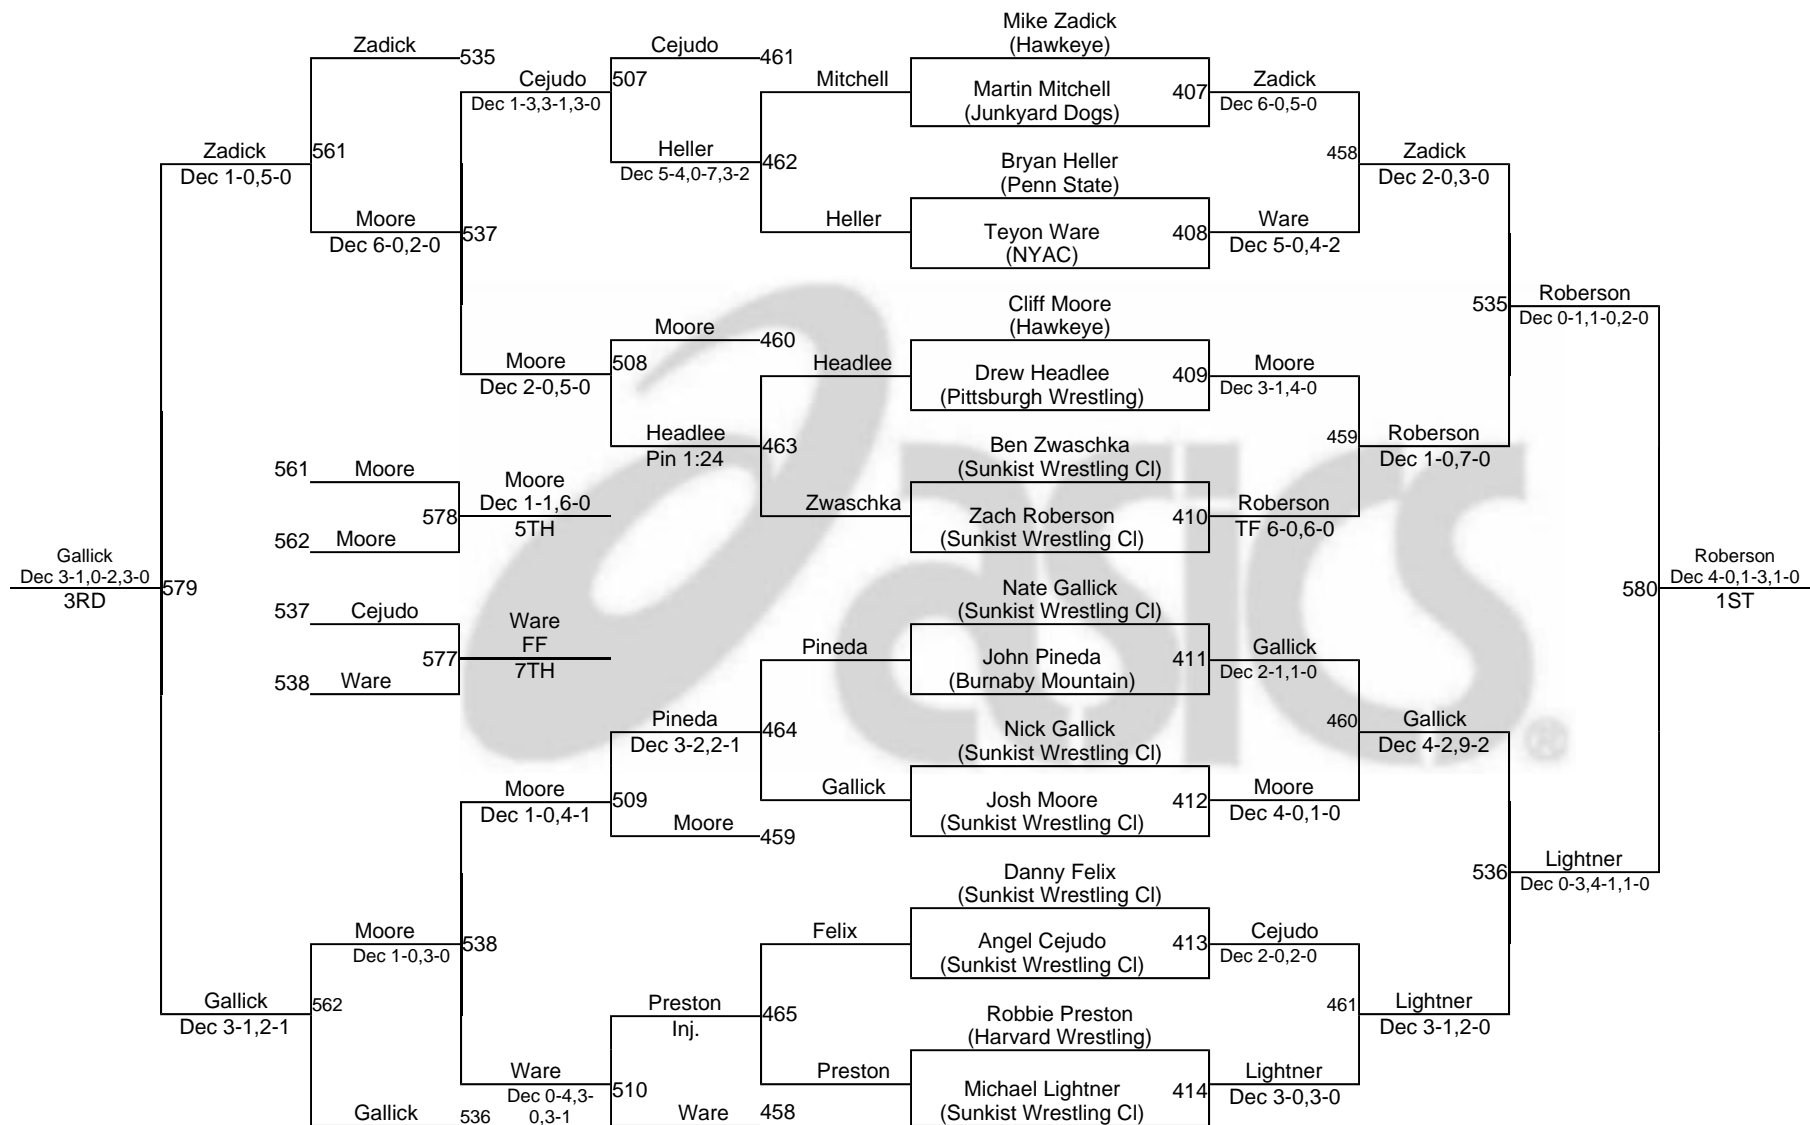 Mike Zadick
(Hawkeye)
Zadick
535
Cejudo
461
Cejudo
507
Dec 1-3,3-1,3-0
Mitchell
Martin Mitchell
(Junkyard Dogs)
407
Zadick
Dec 6-0,5-0
Zadick
Dec 1-0,5-0
561
Heller
Dec 5-4,0-7,3-2
462
Bryan Heller
(Penn State)
458
Zadick
Dec 2-0,3-0
Moore
Dec 6-0,2-0
537
Heller
Teyon Ware
(NYAC)
408
Ware
Dec 5-0,4-2
Cliff Moore
(Hawkeye)
535
Roberson
Dec 0-1,1-0,2-0
Moore
460
Moore
Dec 2-0,5-0
508
Headlee
Drew Headlee
(Pittsburgh Wrestling)
409
Moore
Dec 3-1,4-0
Headlee
Pin 1:24
463
Ben Zwaschka
(Sunkist Wrestling Cl)
459
Roberson
Dec 1-0,7-0
561
Moore
Moore
Dec 1-1,6-0
5TH
578
562
Moore
Zwaschka
Zach Roberson
(Sunkist Wrestling Cl)
410
Roberson
TF 6-0,6-0
asics
®
Gallick
Dec 3-1,0-2,3-0
3RD
579
Nate Gallick
(Sunkist Wrestling Cl)
580
Roberson
Dec 4-0,1-3,1-0
1ST
537
Cejudo
Ware
FF
7TH
577
538
Ware
Pineda
John Pineda
(Burnaby Mountain)
411
Gallick
Dec 2-1,1-0
Pineda
Dec 3-2,2-1
464
Nick Gallick
(Sunkist Wrestling Cl)
460
Gallick
Dec 4-2,9-2
Moore
Dec 1-0,4-1
509
Gallick
Josh Moore
(Sunkist Wrestling Cl)
412
Moore
Dec 4-0,1-0
Moore
459
Danny Felix
(Sunkist Wrestling Cl)
536
Lightner
Dec 0-3,4-1,1-0
Moore
Dec 1-0,3-0
538
Felix
Angel Cejudo
(Sunkist Wrestling Cl)
413
Cejudo
Dec 2-0,2-0
Gallick
Dec 3-1,2-1
562
Preston
Inj.
465
Robbie Preston
(Harvard Wrestling)
461
Lightner
Dec 3-1,2-0
Ware
Dec 0-4,3-
0,3-1
510
Preston
Michael Lightner
(Sunkist Wrestling Cl)
414
Lightner
Dec 3-0,3-0
Gallick
536
Ware
458